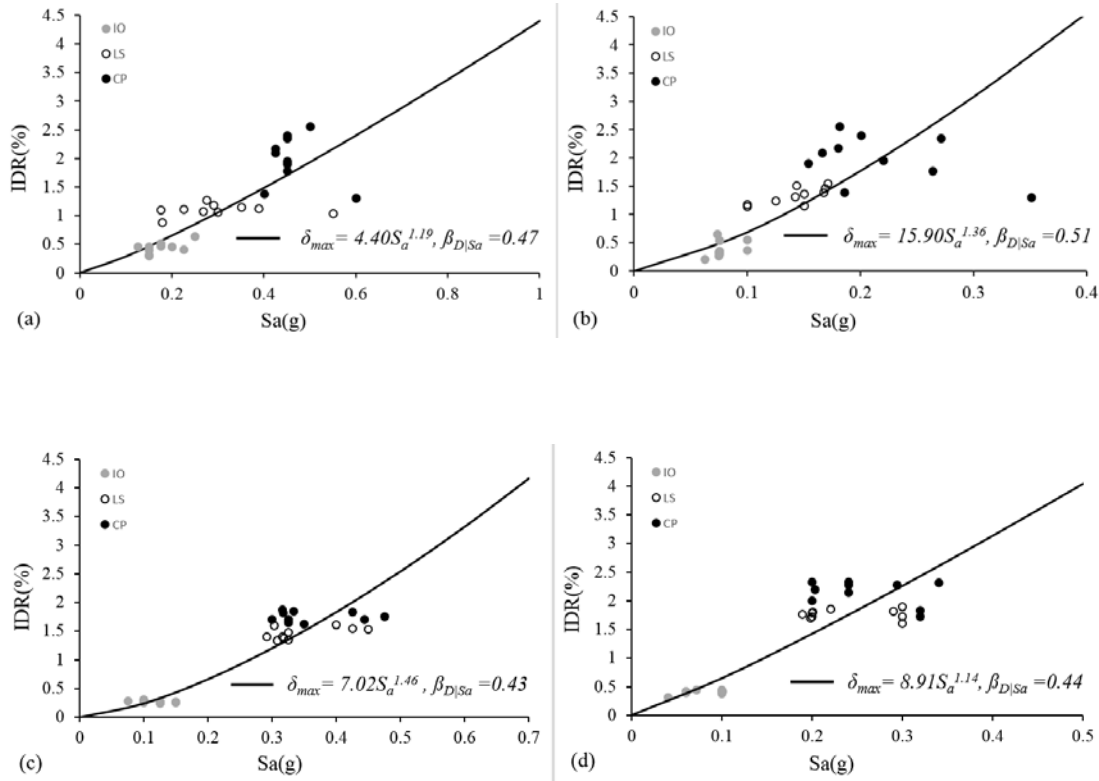 4.5
4
3.5
3
2.5
2
1.5
1
0.5
0
IDR(%)
IO
LS
CP
δmax= 4.40Sa^1.19, βD|Sa =0.47
0 0.2 0.4 0.6 0.8 1
(a) Sa(g)
4.5
4
3.5
3
2.5
2
1.5
1
0.5
0
IDR(%)
IO
LS
CP
δmax= 15.90Sa^1.36, βD|Sa =0.51
0 0.1 0.2 0.3 0.4
(b) Sa(g)
4.5
4
3.5
3
2.5
2
1.5
1
0.5
0
IDR(%)
IO
LS
CP
δmax= 7.02Sa^1.46 , βD|Sa =0.43
0 0.1 0.2 0.3 0.4 0.5 0.6 0.7
(c) Sa(g)
4.5
4
3.5
3
2.5
2
1.5
1
0.5
0
IDR(%)
IO
LS
CP
δmax= 8.91Sa^1.14, βD|Sa =0.44
0 0.1 0.2 0.3 0.4 0.5
(d) Sa(g)